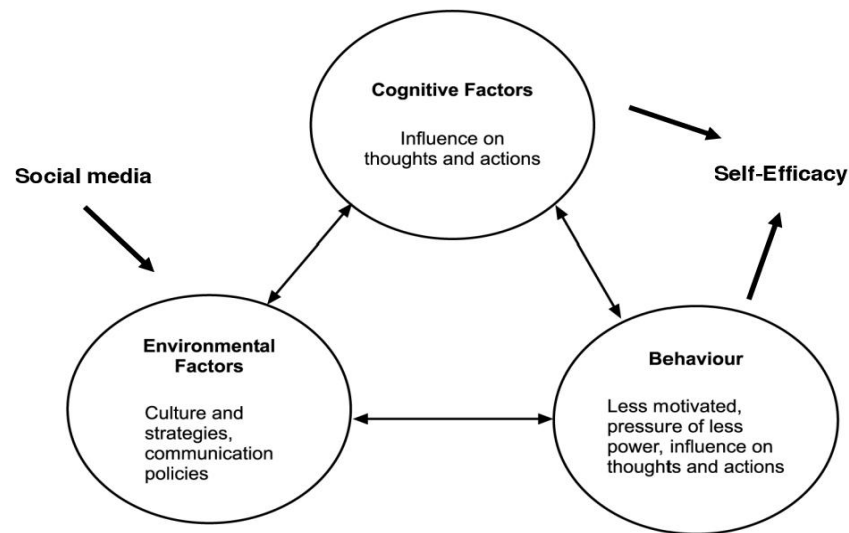 Cognitive Factors
Influence on
thoughts and actions
Social media
Self-Efficacy
Environmental
Factors
Culture and
strategies,
communication
policies
Behaviour
Less motivated,
pressure of less
power, influence on
thoughts and actions